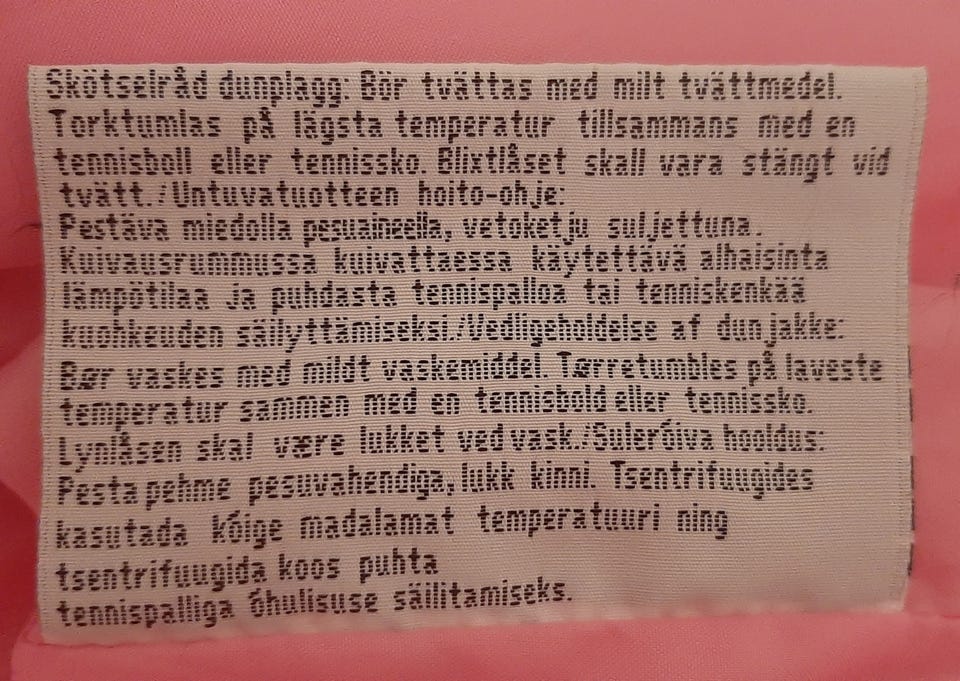 Skötselråd dunplagg: Bör tvättas med milt tvättmedel.
Torktumlas på lägsta temperatur tillsammans med en
tennisboll eller tennissko. Blixtlåset skall vara stängt vid
tvätt./Untuvatuotteen hoito-ohje:
Pestävä miedolla pesuaineella, vetoketju suljettuna.
Kuivausrummussa kuivattaessa käytettävä alhaisinta
lämpötilaa ja puhdasta tennispalloa tai tenniskenkää
kuohkeuden säilyttämiseksi./Vedligeholdelse af dunjakke:
Bør vaskes med mildt vaskemiddel. Tørretumbles på laveste
temperatur sammen med en tennisbold eller tennissko.
Lynlåsen skal være lukket ved vask./Sulerõiva hooldus:
Pesta pehme pesuvahendiga, lukk kinni. Tsentrifuugides
kasutada kõige madalamat temperatuuri ning
tsentrifuugida koos puhta
tennispalliga õhulisuse säilitamiseks.